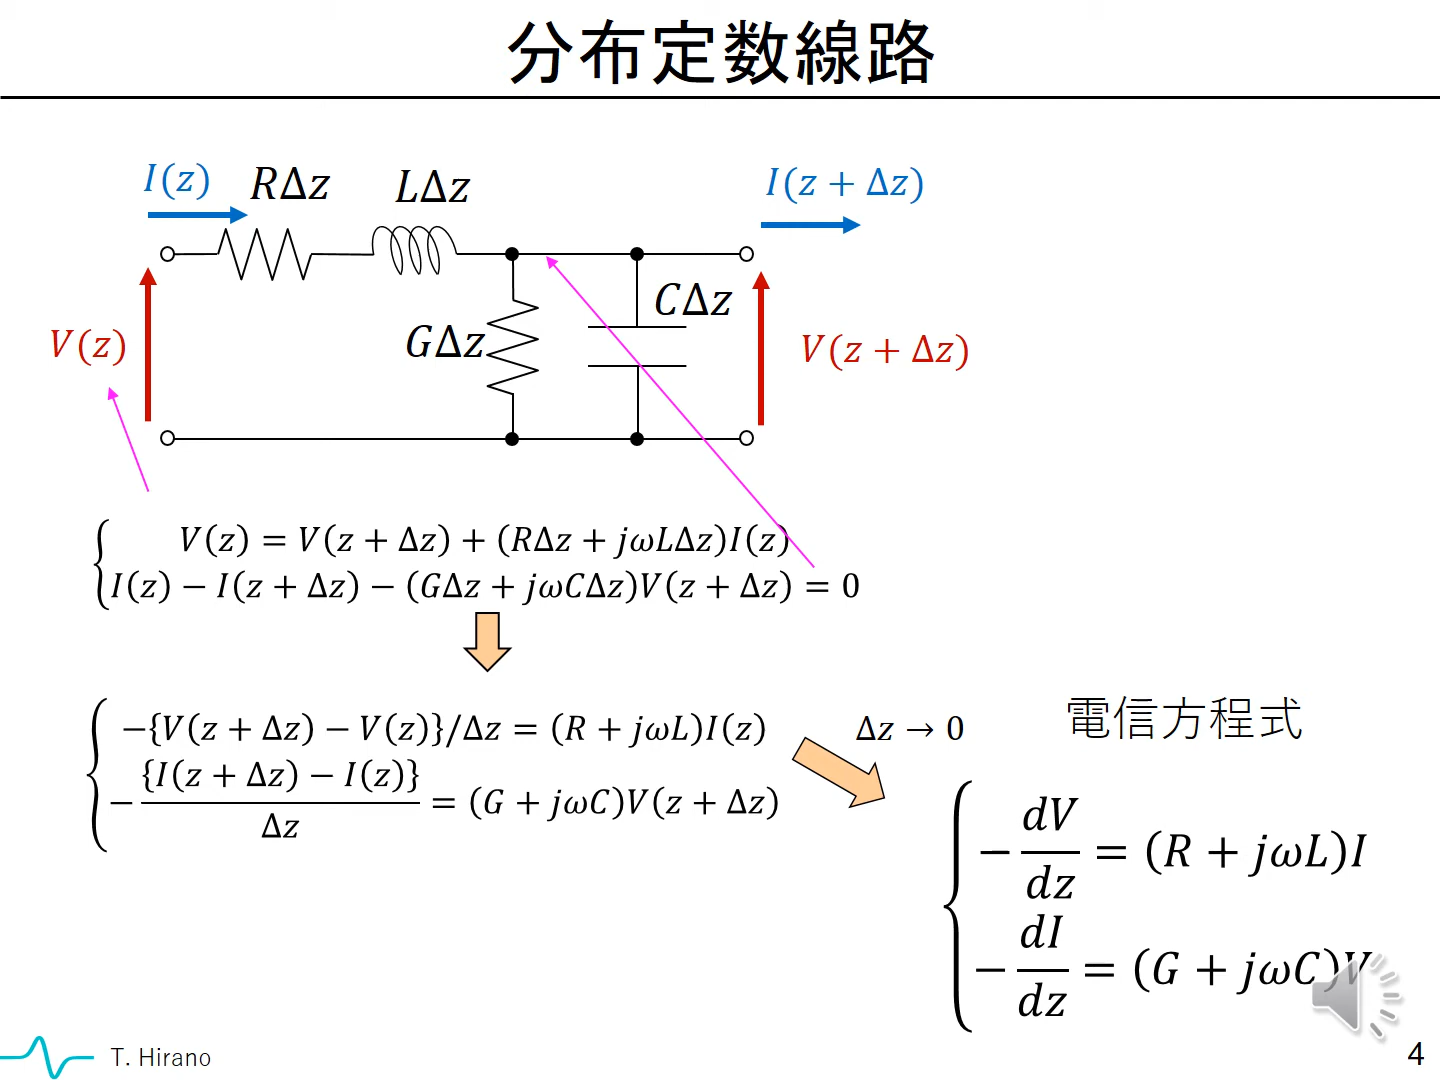 分布定数線路
I(z) RΔz LΔz I(z + Δz)
V(z) GΔz CΔz V(z + Δz)
V(z) = V(z + Δz) + (RΔz + jωLΔz)I(z)
I(z) − I(z + Δz) − (GΔz + jωCΔz)V(z + Δz) = 0
−{V(z + Δz) − V(z)}/Δz = (R + jωL)I(z)
−{I(z + Δz) − I(z)}/Δz = (G + jωC)V(z + Δz)
Δz → 0
電信方程式
−dV/dz = (R + jωL)I
−dI/dz = (G + jωC)V
T. Hirano
4